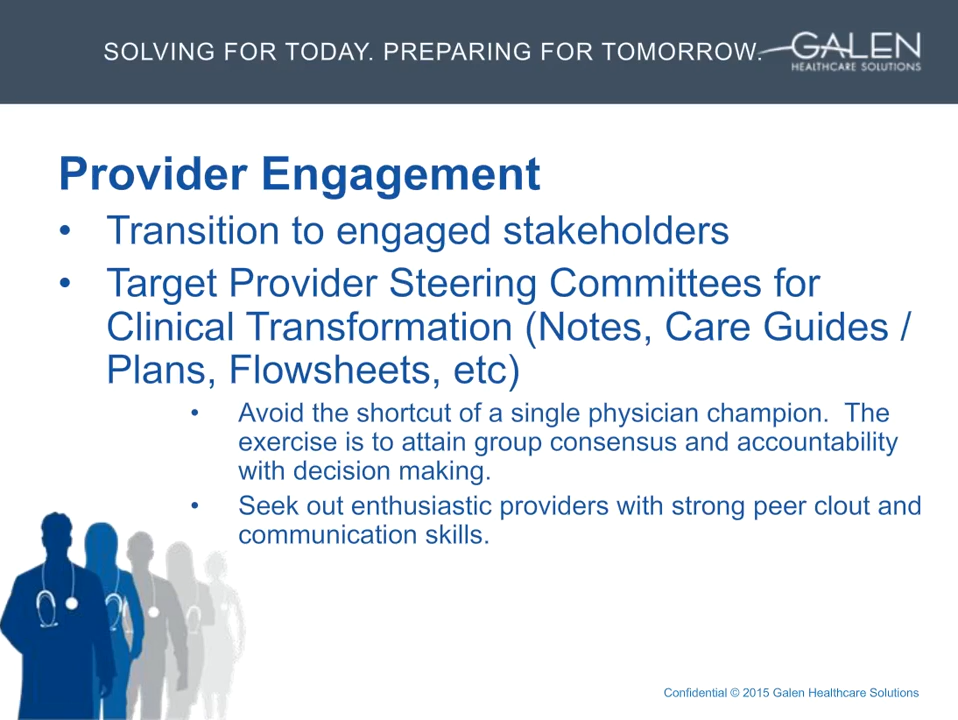 SOLVING FOR TODAY. PREPARING FOR TOMORROW.
GALEN
HEALTHCARE SOLUTIONS
Provider Engagement
• Transition to engaged stakeholders
• Target Provider Steering Committees for
Clinical Transformation (Notes, Care Guides /
Plans, Flowsheets, etc)
• Avoid the shortcut of a single physician champion.  The
exercise is to attain group consensus and accountability
with decision making.
• Seek out enthusiastic providers with strong peer clout and
communication skills.
Confidential © 2015 Galen Healthcare Solutions